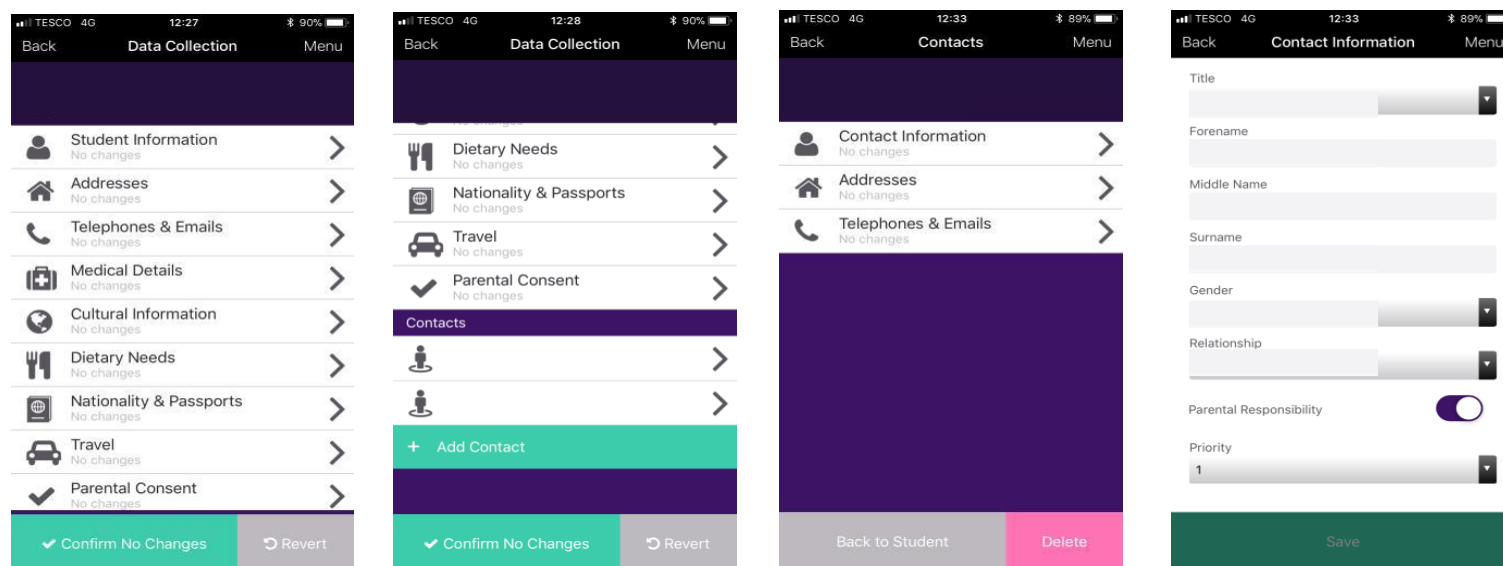 TESCO 4G 12:27 90%
Back Data Collection Menu
Student Information
No changes
Addresses
No changes
Telephones & Emails
No changes
Medical Details
No changes
Cultural Information
No changes
Dietary Needs
No changes
Nationality & Passports
No changes
Travel
No changes
Parental Consent
No changes
Confirm No Changes Revert
TESCO 4G 12:28 90%
Back Data Collection Menu
No changes
Dietary Needs
No changes
Nationality & Passports
No changes
Travel
No changes
Parental Consent
No changes
Contacts
+ Add Contact
Confirm No Changes Revert
TESCO 4G 12:33 89%
Back Contacts Menu
Contact Information
No changes
Addresses
No changes
Telephones & Emails
No changes
Back to Student Delete
TESCO 4G 12:33 89%
Back Contact Information Menu
Title
Forename
Middle Name
Surname
Gender
Relationship
Parental Responsibility
Priority
1
Save